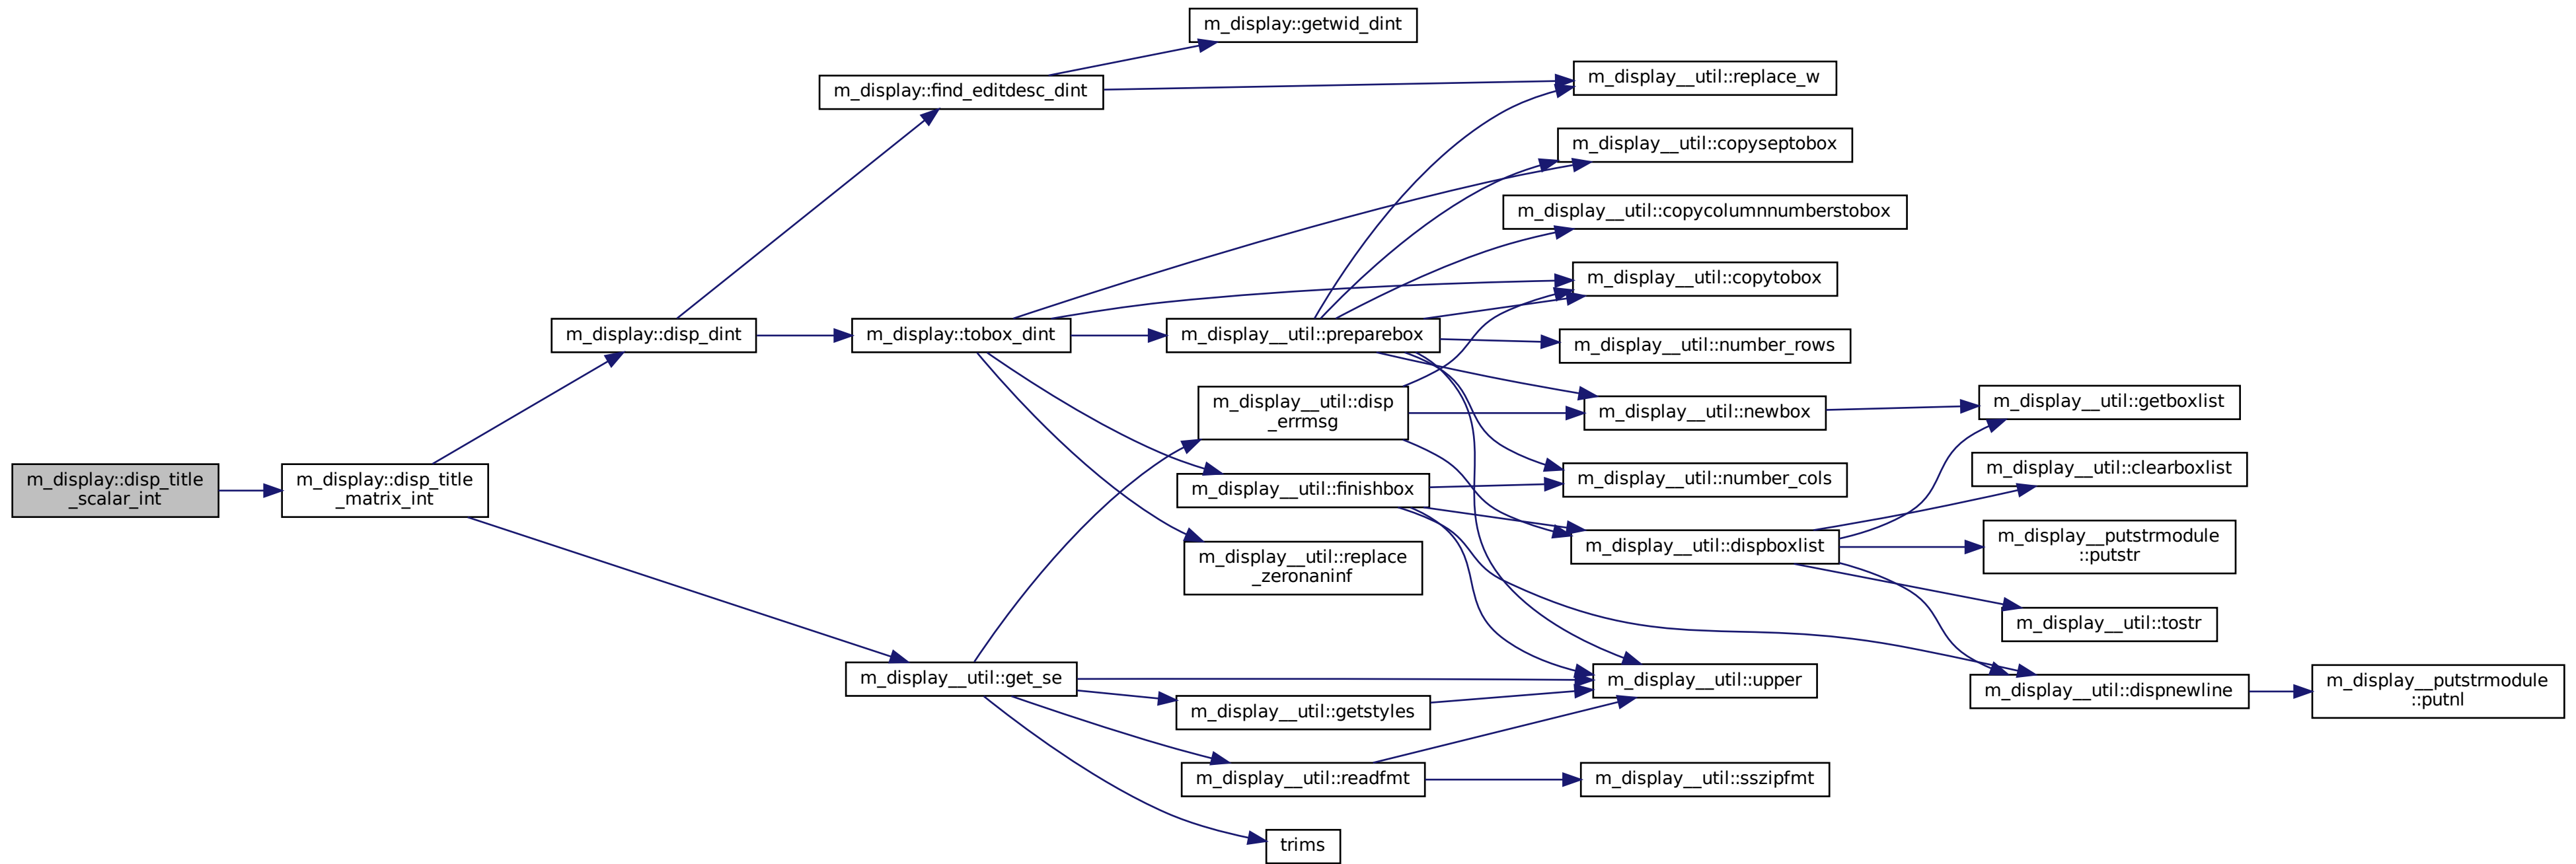 m_display::getwid_dint
m_display__util::replace_w
m_display::find_editdesc_dint
m_display__util::copyseptobox
m_display__util::copycolumnnumberstobox
m_display__util::copytobox
m_display::disp_dint
m_display::tobox_dint
m_display__util::preparebox
m_display__util::number_rows
m_display__util::disp
_errmsg
m_display__util::newbox
m_display__util::getboxlist
m_display::disp_title
_scalar_int
m_display::disp_title
_matrix_int
m_display__util::finishbox
m_display__util::number_cols
m_display__util::clearboxlist
m_display__util::replace
_zeronaninf
m_display__util::dispboxlist
m_display__putstrmodule
::putstr
m_display__util::tostr
m_display__util::get_se
m_display__util::getstyles
m_display__util::upper
m_display__util::dispnewline
m_display__putstrmodule
::putnl
m_display__util::readfmt
m_display__util::sszipfmt
trims